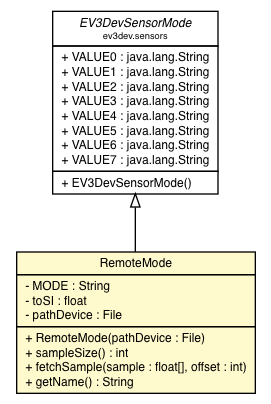 EV3DevSensorMode
ev3dev.sensors
+ VALUE0 : java.lang.String
+ VALUE1 : java.lang.String
+ VALUE2 : java.lang.String
+ VALUE3 : java.lang.String
+ VALUE4 : java.lang.String
+ VALUE5 : java.lang.String
+ VALUE6 : java.lang.String
+ VALUE7 : java.lang.String
+ EV3DevSensorMode()
RemoteMode
- MODE : String
- toSI : float
- pathDevice : File
+ RemoteMode(pathDevice : File)
+ sampleSize() : int
+ fetchSample(sample : float[], offset : int)
+ getName() : String